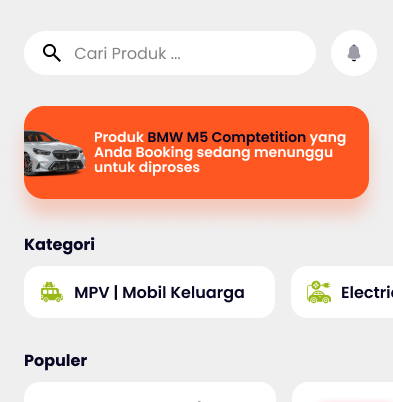 Cari Produk ...
Produk BMW M5 Comptetition yang
Anda Booking sedang menunggu
untuk diproses
Kategori
MPV | Mobil Keluarga
Electri
Populer